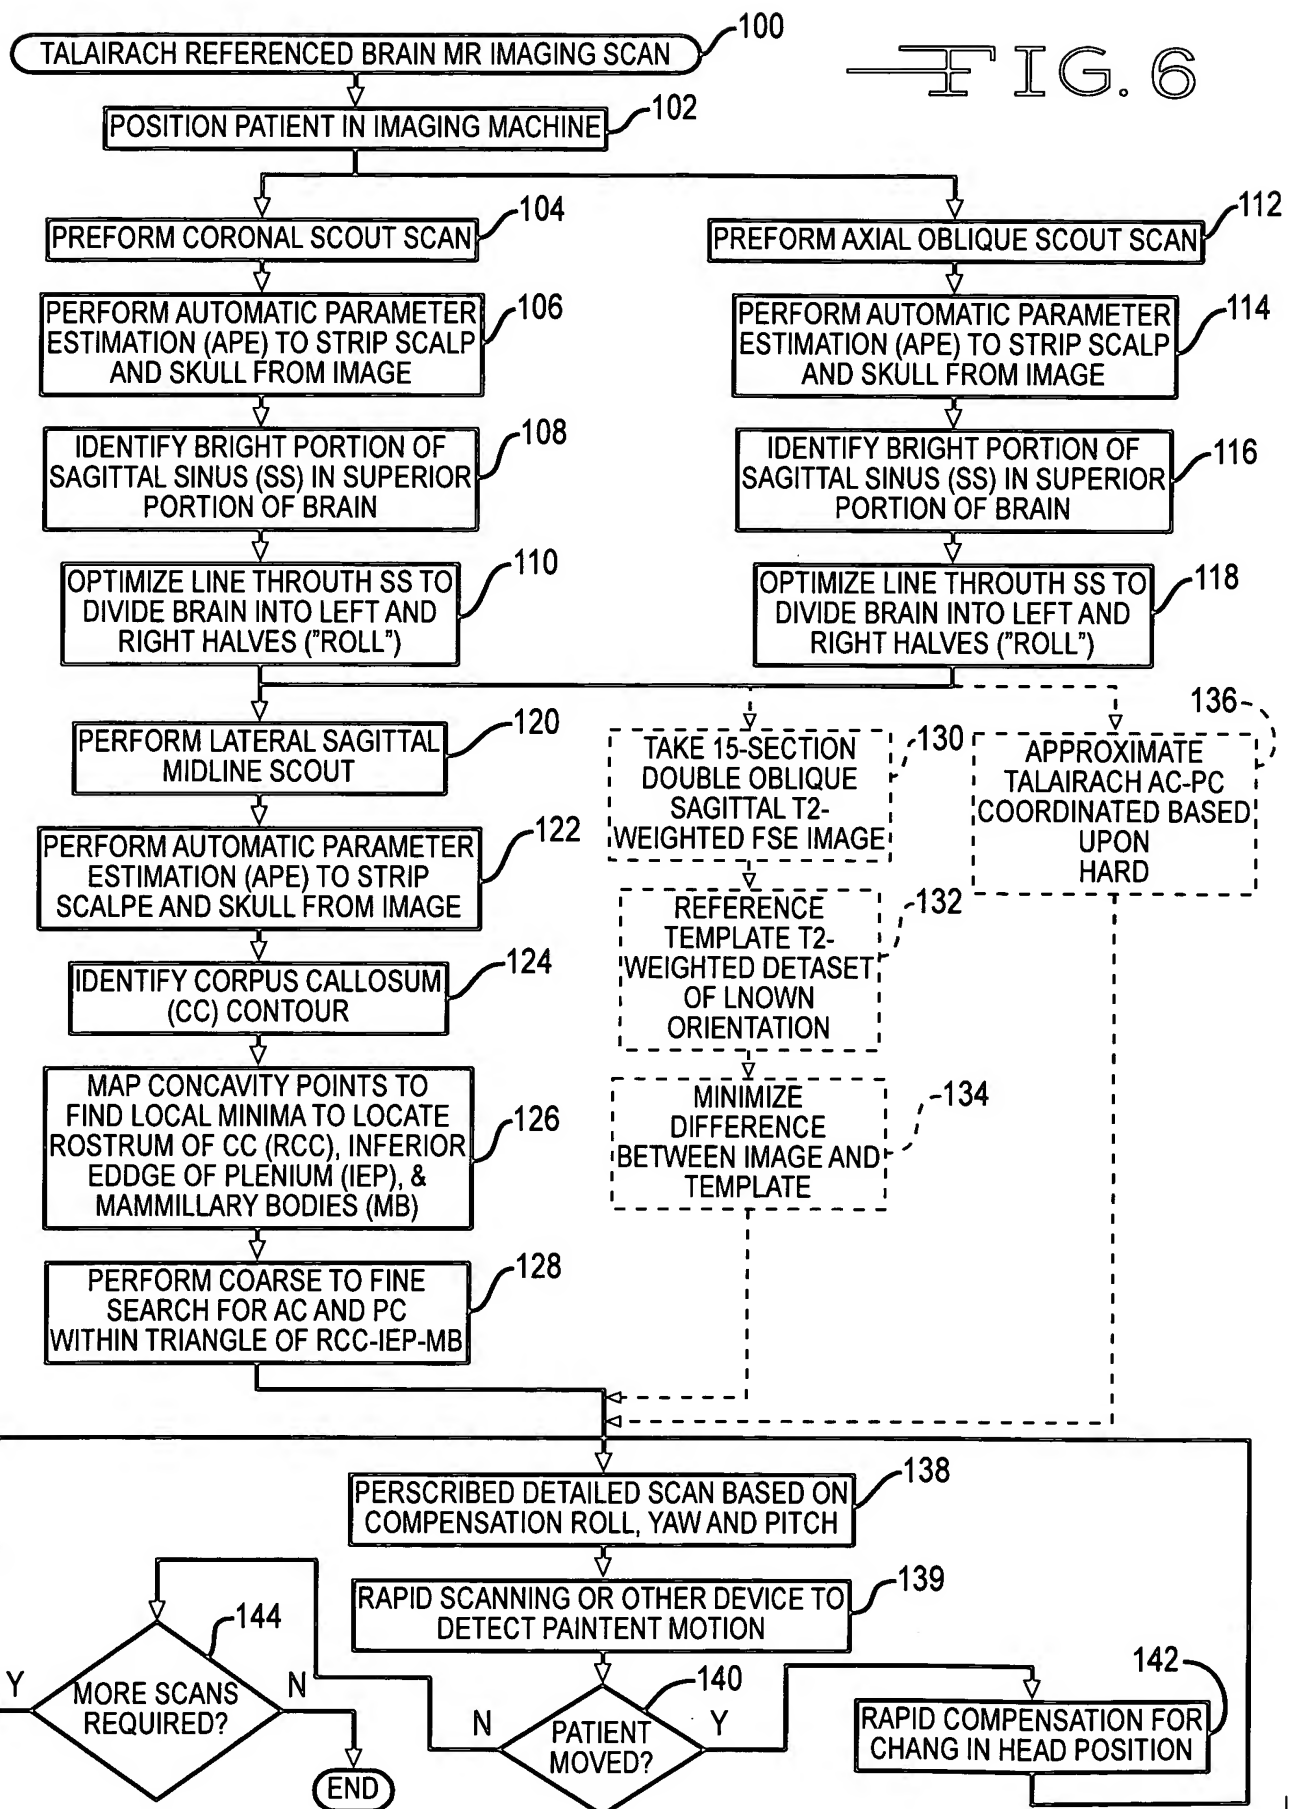 FIG. 6
TALAIRACH REFERENCED BRAIN MR IMAGING SCAN
100
POSITION PATIENT IN IMAGING MACHINE
102
PREFORM CORONAL SCOUT SCAN
104
PERFORM AUTOMATIC PARAMETER
ESTIMATION (APE) TO STRIP SCALP
AND SKULL FROM IMAGE
106
IDENTIFY BRIGHT PORTION OF
SAGITTAL SINUS (SS) IN SUPERIOR
PORTION OF BRAIN
108
OPTIMIZE LINE THROUTH SS TO
DIVIDE BRAIN INTO LEFT AND
RIGHT HALVES ("ROLL")
110
PREFORM AXIAL OBLIQUE SCOUT SCAN
112
PERFORM AUTOMATIC PARAMETER
ESTIMATION (APE) TO STRIP SCALP
AND SKULL FROM IMAGE
114
IDENTIFY BRIGHT PORTION OF
SAGITTAL SINUS (SS) IN SUPERIOR
PORTION OF BRAIN
116
OPTIMIZE LINE THROUTH SS TO
DIVIDE BRAIN INTO LEFT AND
RIGHT HALVES ("ROLL")
118
PERFORM LATERAL SAGITTAL
MIDLINE SCOUT
120
PERFORM AUTOMATIC PARAMETER
ESTIMATION (APE) TO STRIP
SCALPE AND SKULL FROM IMAGE
122
IDENTIFY CORPUS CALLOSUM
(CC) CONTOUR
124
MAP CONCAVITY POINTS TO
FIND LOCAL MINIMA TO LOCATE
ROSTRUM OF CC (RCC), INFERIOR
EDDGE OF PLENIUM (IEP), &
MAMMILLARY BODIES (MB)
126
PERFORM COARSE TO FINE
SEARCH FOR AC AND PC
WITHIN TRIANGLE OF RCC-IEP-MB
128
TAKE 15-SECTION
DOUBLE OBLIQUE
SAGITTAL T2-
WEIGHTED FSE IMAGE
130
REFERENCE
TEMPLATE T2-
WEIGHTED DETASET
OF LNOWN
ORIENTATION
132
MINIMIZE
DIFFERENCE
BETWEEN IMAGE AND
TEMPLATE
134
APPROXIMATE
TALAIRACH AC-PC
COORDINATED BASED
UPON
HARD
136
PERSCRIBED DETAILED SCAN BASED ON
COMPENSATION ROLL, YAW AND PITCH
138
RAPID SCANNING OR OTHER DEVICE TO
DETECT PAINTENT MOTION
139
PATIENT
MOVED?
140
N
Y
RAPID COMPENSATION FOR
CHANG IN HEAD POSITION
142
MORE SCANS
REQUIRED?
144
Y
N
END